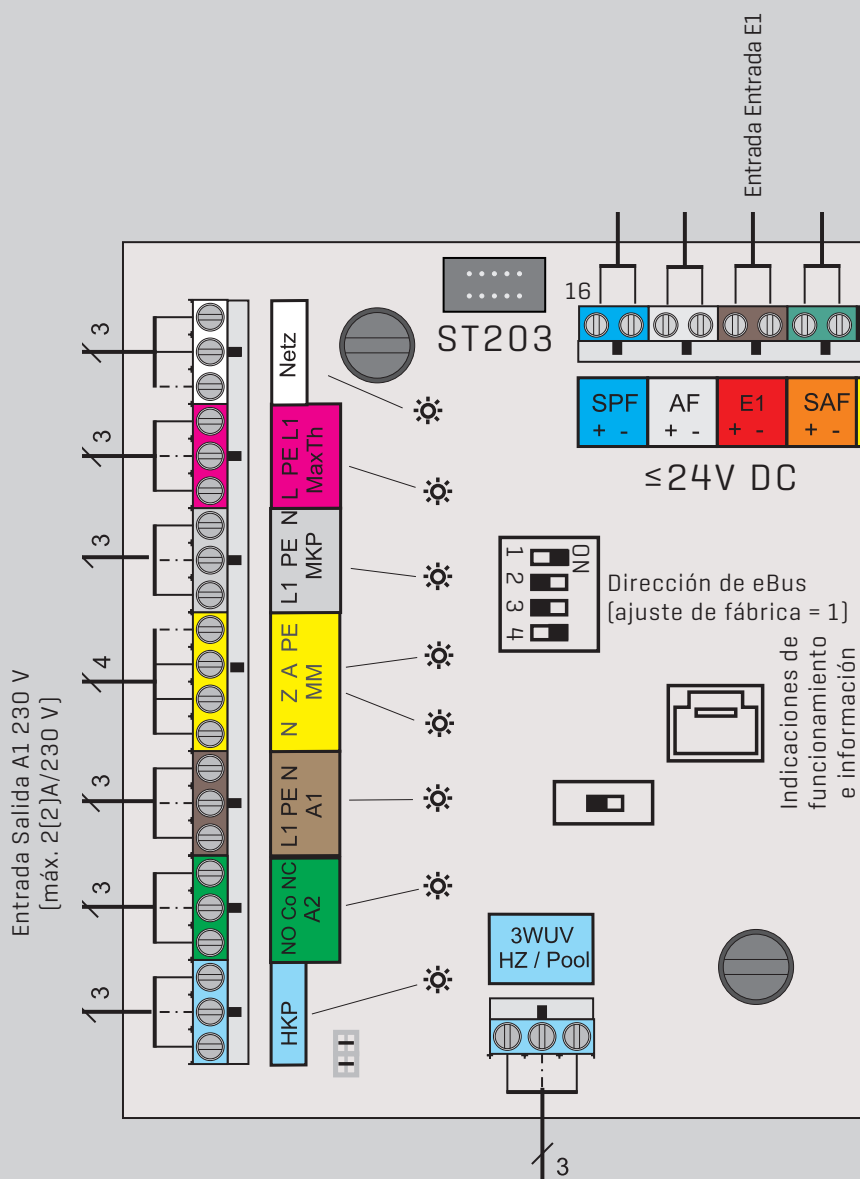 Entrada Entrada E1
16
ST203
SPF
+ -
AF
+ -
E1
+ -
SAF
+ -
≤24V DC
3
Netz
3
L PE L1
MaxTh
3
L1 PE N
MKP
4
N Z A PE
MM
Entrada Salida A1 230 V
(máx. 2(2)A/230 V)
3
L1 PE N
A1
3
NO Co NC
A2
3
HKP
ON
1 2 3 4
Dirección de eBus
(ajuste de fábrica = 1)
Indicaciones de
funcionamiento
e información
3WUV
HZ / Pool
3